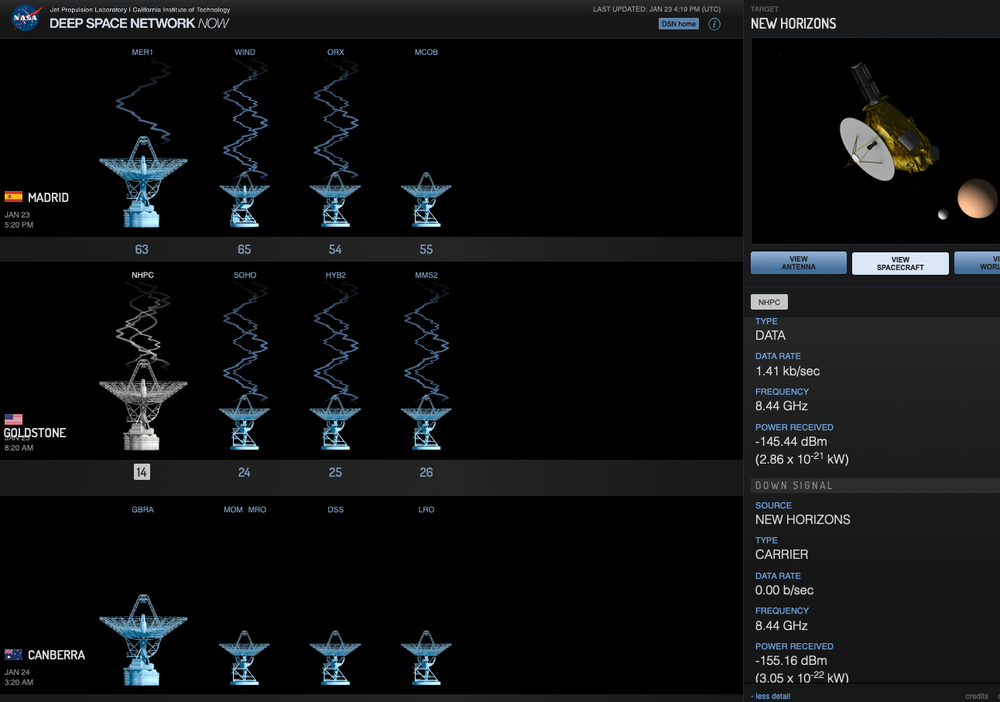 NASA
Jet Propulsion Laboratory | California Institute of Technology
DEEP SPACE NETWORK NOW
LAST UPDATED: JAN 23 4:19 PM (UTC)
DSN home
i
MER1 WIND ORX MCOB
MADRID
JAN 23
5:20 PM
63 65 54 55
NHPC SOHO HYB2 MMS2
GOLDSTONE
JAN 23
8:20 AM
14 24 25 26
GBRA MOM MRO DSS LRO
CANBERRA
JAN 24
3:20 AM
TARGET
NEW HORIZONS
VIEW
ANTENNA
VIEW
SPACECRAFT
NHPC
TYPE
DATA
DATA RATE
1.41 kb/sec
FREQUENCY
8.44 GHz
POWER RECEIVED
-145.44 dBm
(2.86 x 10⁻²¹ kW)
DOWN SIGNAL
SOURCE
NEW HORIZONS
TYPE
CARRIER
DATA RATE
0.00 b/sec
FREQUENCY
8.44 GHz
POWER RECEIVED
-155.16 dBm
(3.05 x 10⁻²² kW)
- less detail
credits